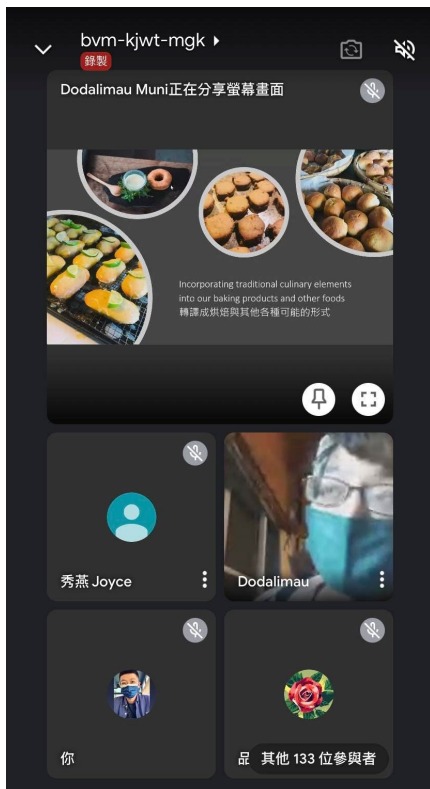 bvm-kjwt-mgk
錄製
Dodalimau Muni正在分享螢幕畫面
Incorporating traditional culinary elements
into our baking products and other foods
轉譯成烘焙與其他各種可能的形式
秀燕 Joyce
Dodalimau
你
品
其他 133 位參與者